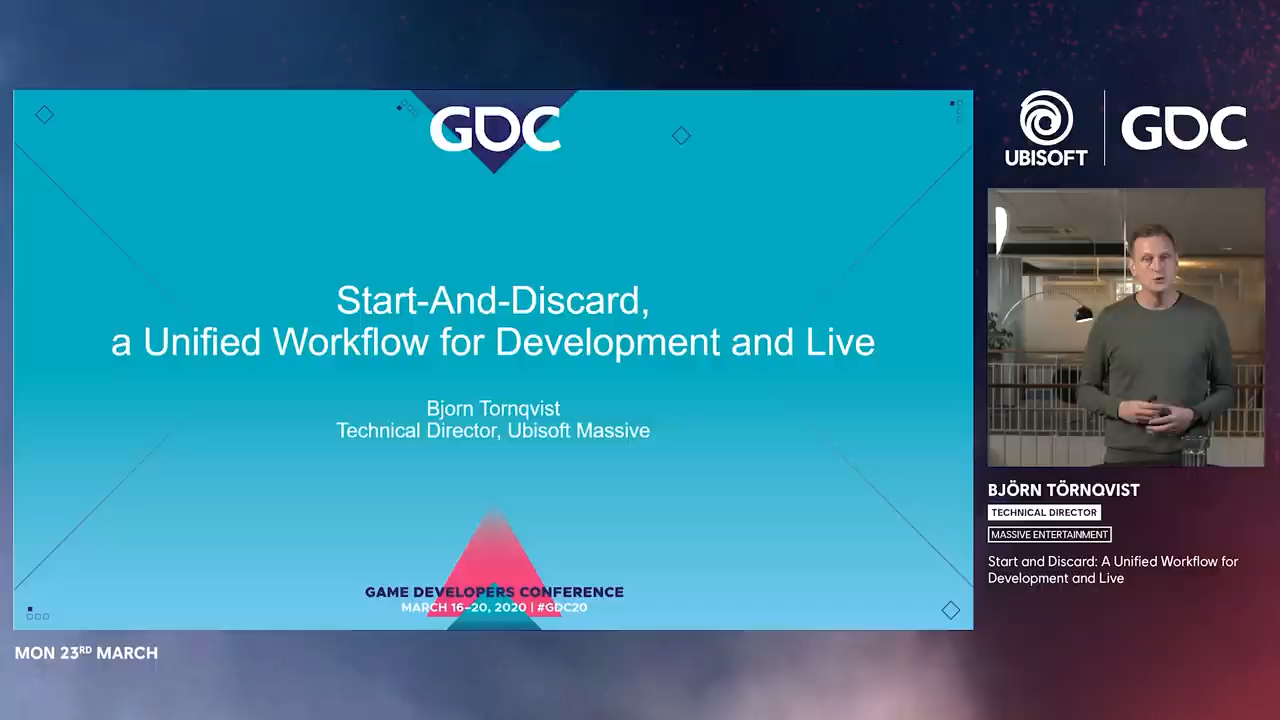 GDC
Start-And-Discard,
a Unified Workflow for Development and Live
Bjorn Tornqvist
Technical Director, Ubisoft Massive
GAME DEVELOPERS CONFERENCE
MARCH 16-20, 2020 | #GDC20
MON 23RD MARCH
UBISOFT
GDC
BJÖRN TÖRNQVIST
TECHNICAL DIRECTOR
MASSIVE ENTERTAINMENT
Start and Discard: A Unified Workflow for
Development and Live